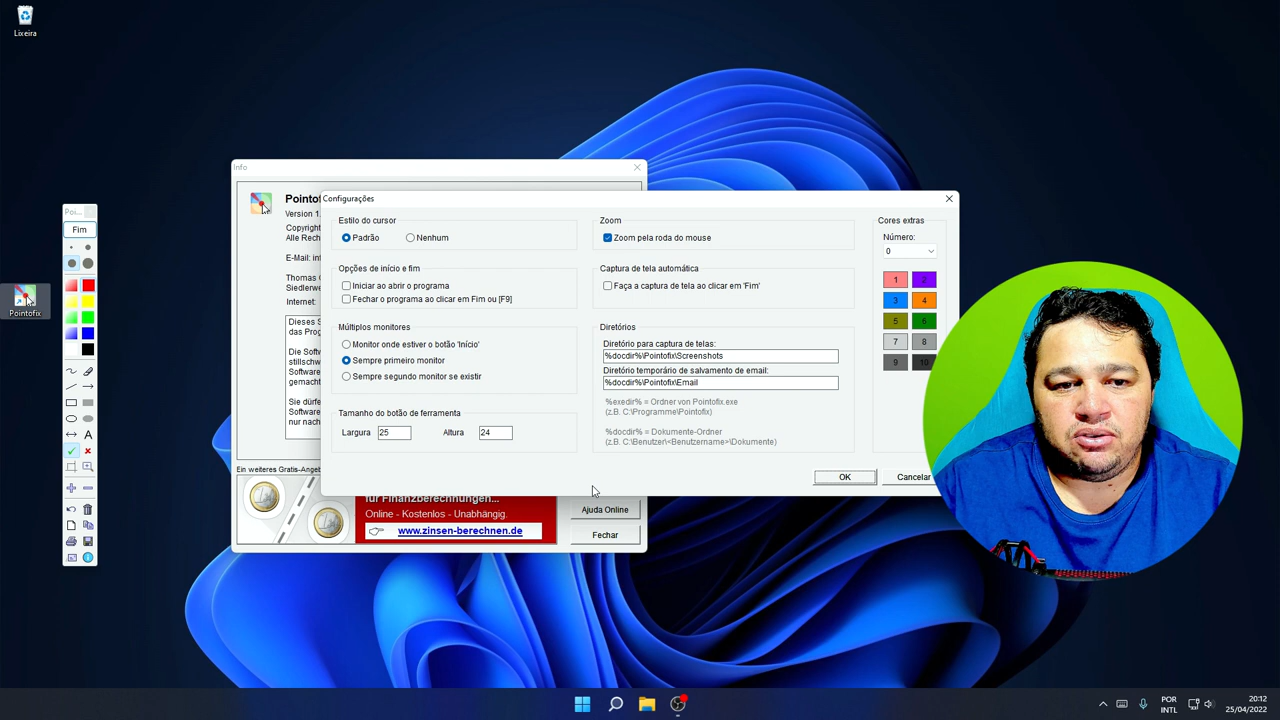 Lixeira
Poi...
Fim
Pointofix
Info
Version 1.
Copyright
Alle Rech
E-Mail: in
Thomas
Siedlerwe
Internet:
Dieses S
das Prog
Die Softw
stillschw
Software
gemacht
Sie dürfe
Software
nur nach
Ein weiteres Gratis-Angeb
für Finanzberechnungen...
Online - Kostenlos - Unabhängig.
www.zinsen-berechnen.de
Ajuda Online
Fechar
Configurações
Estilo do cursor
Padrão
Nenhum
Opções de início e fim
Iniciar ao abrir o programa
Fechar o programa ao clicar em Fim ou [F9]
Múltiplos monitores
Monitor onde estiver o botão 'Início'
Sempre primeiro monitor
Sempre segundo monitor se existir
Tamanho do botão de ferramenta
Largura 25 Altura 24
Zoom
Zoom pela roda do mouse
Captura de tela automática
Faça a captura de tela ao clicar em 'Fim'
Diretórios
Diretório para captura de telas:
%docdir%\Pointofix\Screenshots
Diretório temporário de salvamento de email:
%docdir%\Pointofix\Email
%exedir% = Ordner von Pointofix.exe
(z.B. C:\Programme\Pointofix)
%docdir% = Dokumente-Ordner
(z.B. C:\Benutzer\<Benutzername>\Dokumente)
Cores extras
Número:
0
1 2
3 4
5 6
7 8
9 10
OK
Cancelar
POR
INTL
20:12
25/04/2022